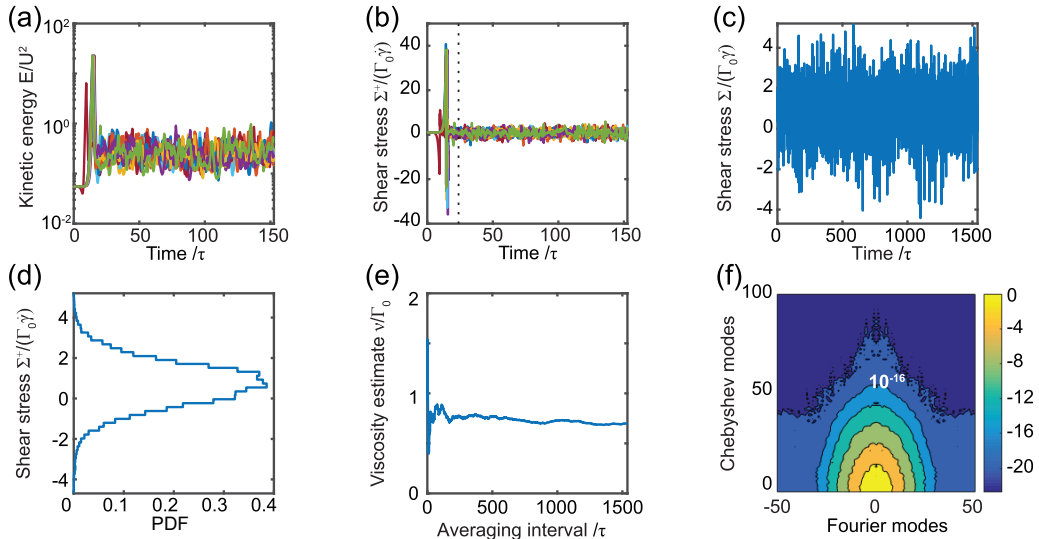 (a)
Kinetic energy E/U²
10²
10⁰
10⁻²
0 50 100 150
Time /τ
(b)
Shear stress Σ⁺/(Γ₀γ̇)
40
20
0
-20
-40
0 50 100 150
Time /τ
(c)
Shear stress Σ/(Γ₀γ̇)
4
2
0
-2
-4
0 500 1000 1500
Time /τ
(d)
Shear stress Σ⁺/(Γ₀γ̇)
4
2
0
-2
-4
0 0.1 0.2 0.3 0.4
PDF
(e)
Viscosity estimate ν/Γ₀
2
1
0
0 500 1000 1500
Averaging interval /τ
(f)
Chebyshev modes
100
50
0
-50 0 50
Fourier modes
10⁻¹⁶
0
-4
-8
-12
-16
-20